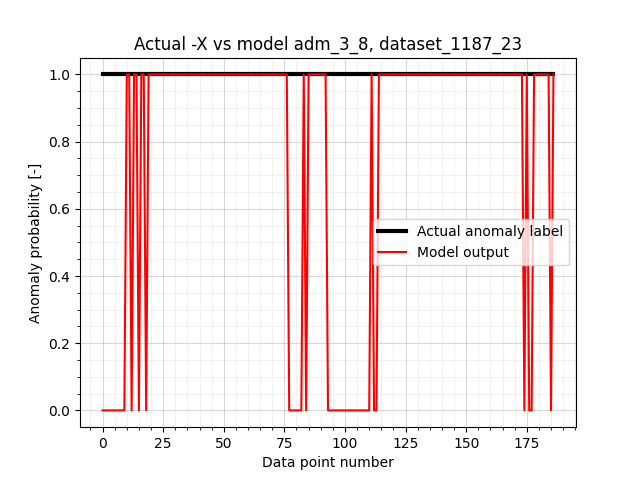 Actual -X vs model adm_3_8, dataset_1187_23
Anomaly probability [-]
1.0
0.8
0.6
0.4
0.2
0.0
Actual anomaly label
Model output
0 25 50 75 100 125 150 175
Data point number